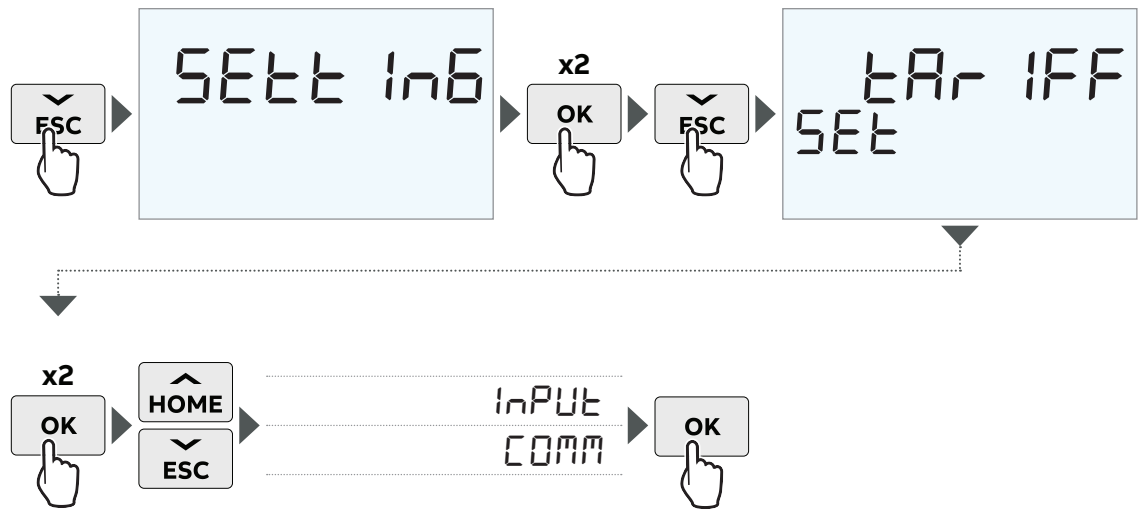 ESC
SEtt InG
x2
OK
ESC
tAr IFF
SEt
x2
OK
HOME
ESC
InPUt
COMM
OK